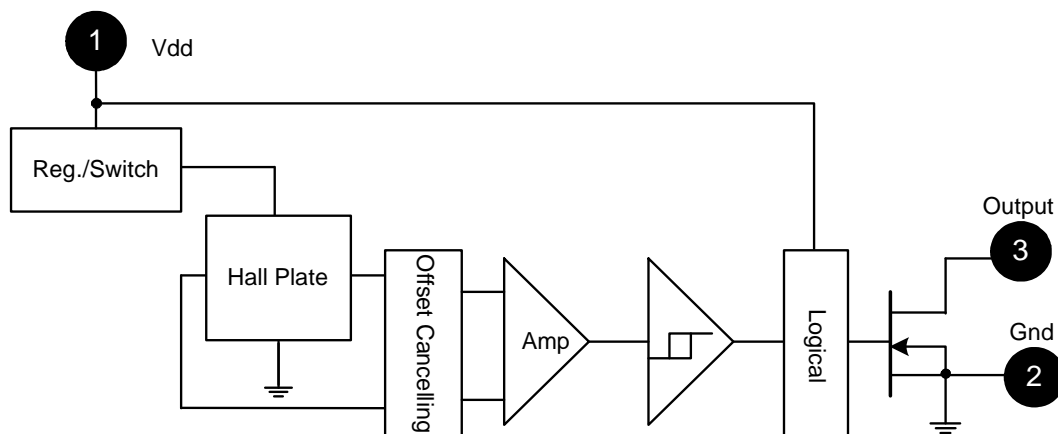 1
Vdd
Reg./Switch
Hall Plate
Offset Cancelling
Amp
Logical
Output
3
Gnd
2